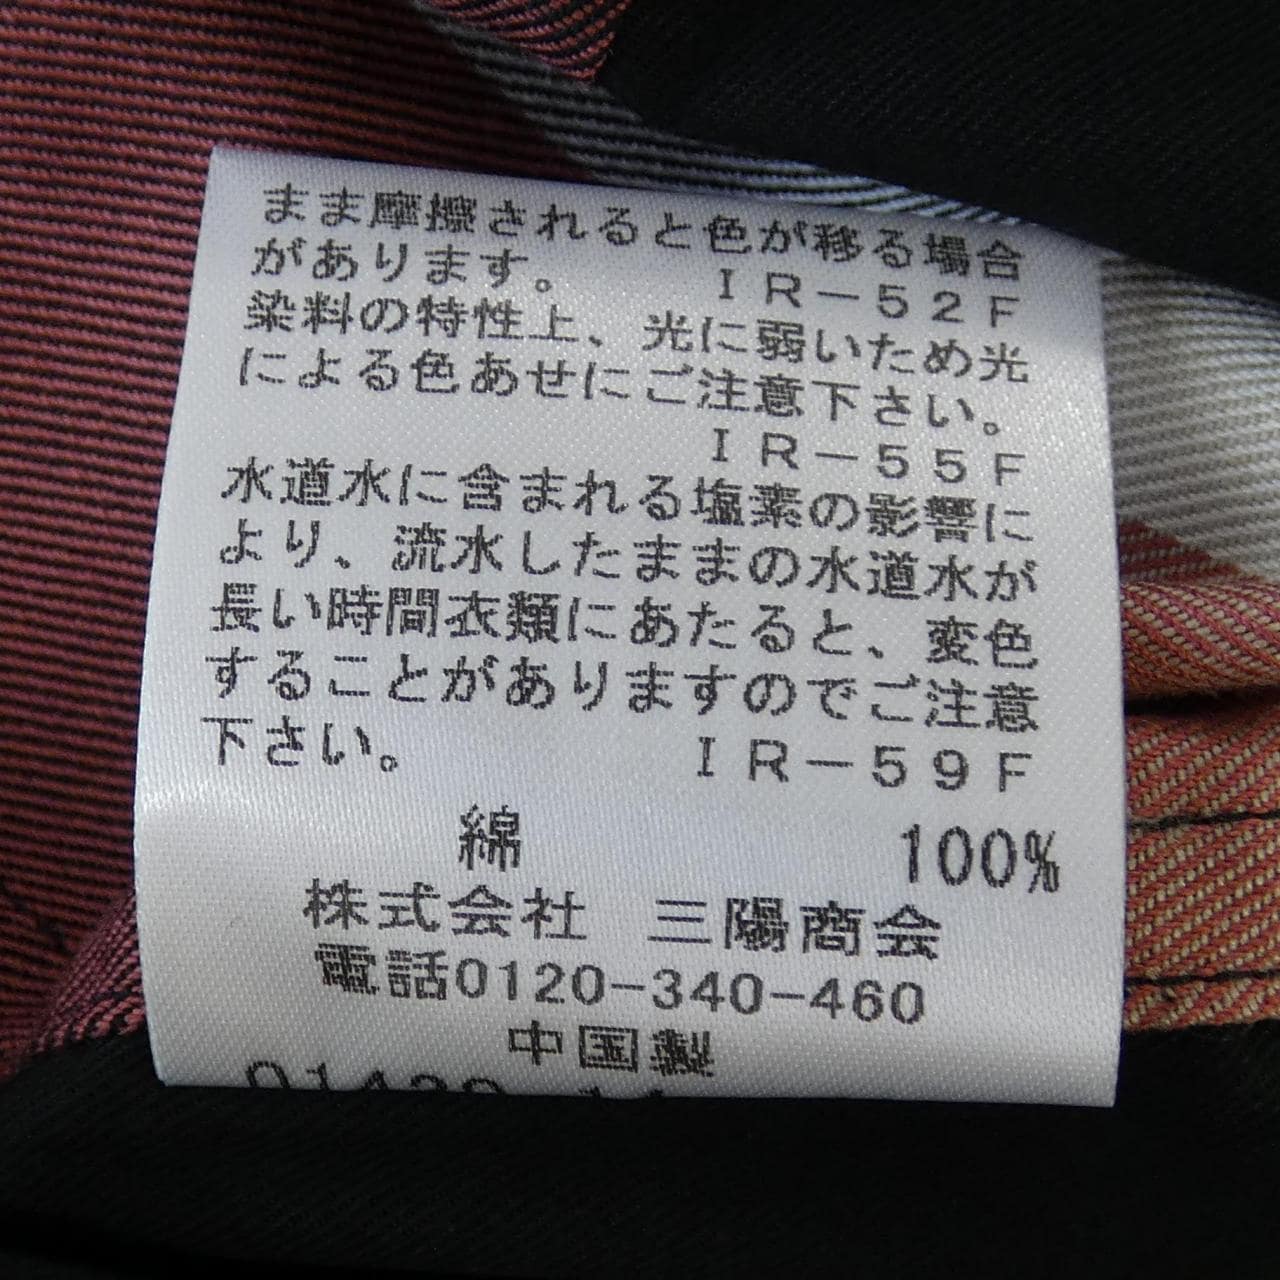 まま摩擦されると色が移る場合
があります。　　　ＩＲ－５２Ｆ
染料の特性上、光に弱いため光
による色あせにご注意下さい。
ＩＲ－５５Ｆ
水道水に含まれる塩素の影響に
より、流水したままの水道水が
長い時間衣類にあたると、変色
することがありますのでご注意
下さい。　　　　　ＩＲ－５９Ｆ
綿　　　　　　100%
株式会社　三陽商会
電話0120-340-460
中国製